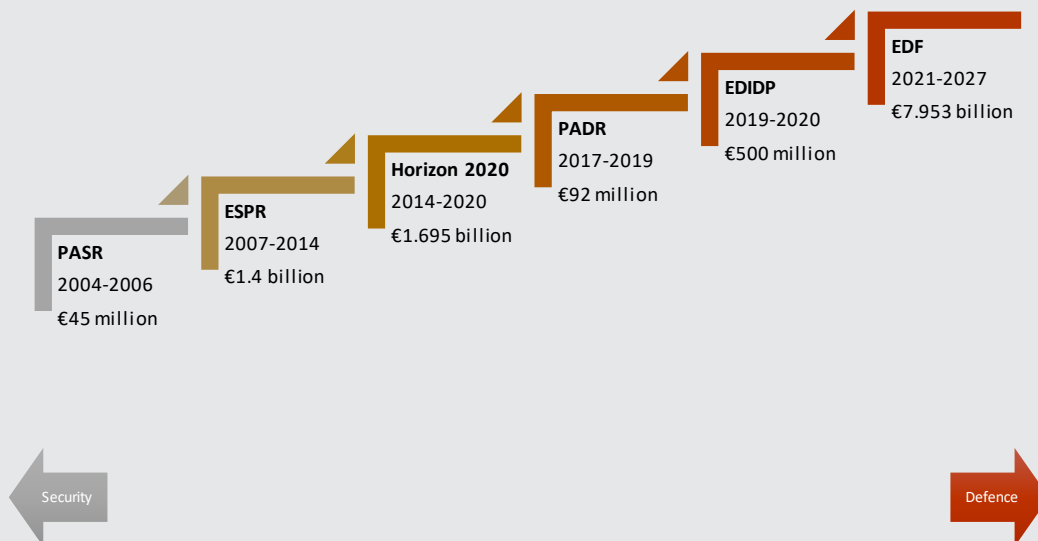 PASR
2004-2006
€45 million
ESPR
2007-2014
€1.4 billion
Horizon 2020
2014-2020
€1.695 billion
PADR
2017-2019
€92 million
EDIDP
2019-2020
€500 million
EDF
2021-2027
€7.953 billion
Security
Defence